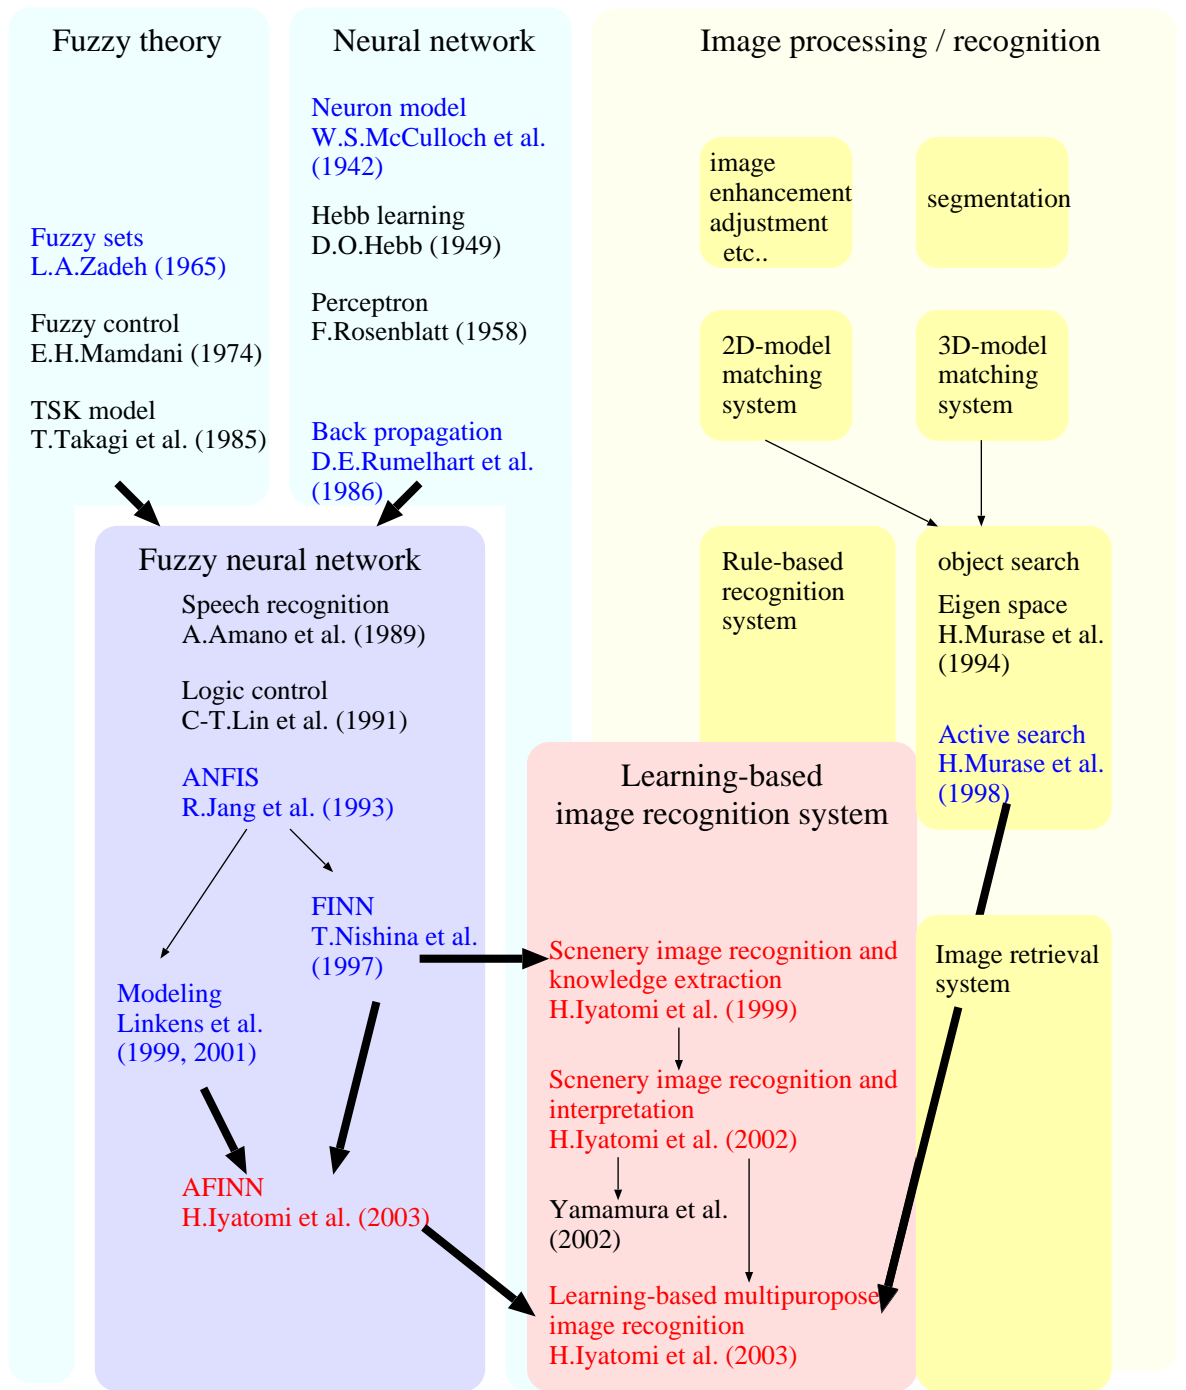 Fuzzy theory
Neural network
Image processing / recognition
Neuron model
W.S.McCulloch et al.
(1942)
Hebb learning
D.O.Hebb (1949)
Perceptron
F.Rosenblatt (1958)
Back propagation
D.E.Rumelhart et al.
(1986)
Fuzzy sets
L.A.Zadeh (1965)
Fuzzy control
E.H.Mamdani (1974)
TSK model
T.Takagi et al. (1985)
image
enhancement
adjustment
etc..
segmentation
2D-model
matching
system
3D-model
matching
system
Rule-based
recognition
system
object search
Eigen space
H.Murase et al.
(1994)
Active search
H.Murase et al.
(1998)
Fuzzy neural network
Speech recognition
A.Amano et al. (1989)
Logic control
C-T.Lin et al. (1991)
ANFIS
R.Jang et al. (1993)
FINN
T.Nishina et al.
(1997)
Modeling
Linkens et al.
(1999, 2001)
AFINN
H.Iyatomi et al. (2003)
Learning-based
image recognition system
Scnenery image recognition and
knowledge extraction
H.Iyatomi et al. (1999)
Scnenery image recognition and
interpretation
H.Iyatomi et al. (2002)
Yamamura et al.
(2002)
Learning-based multipuropose
image recognition
H.Iyatomi et al. (2003)
Image retrieval
system